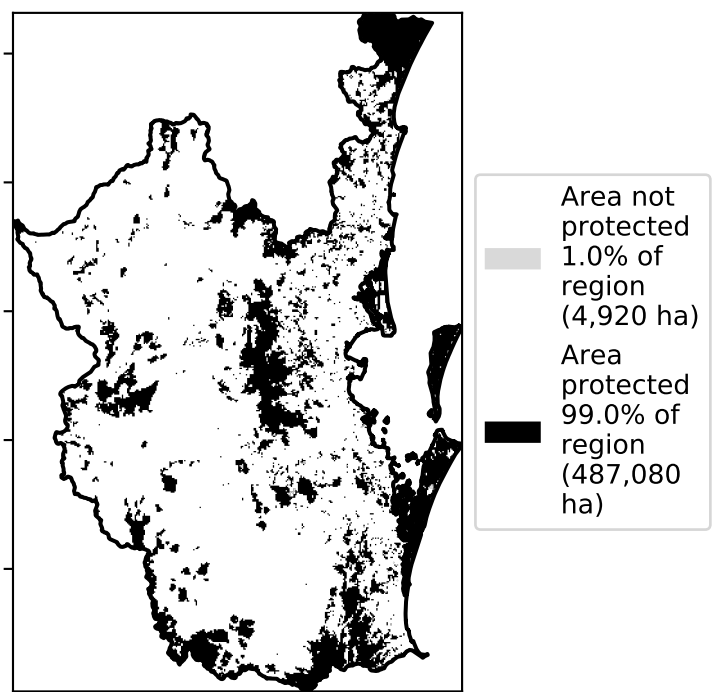 Area not
protected
1.0% of
region
(4,920 ha)
Area
protected
99.0% of
region
(487,080
ha)